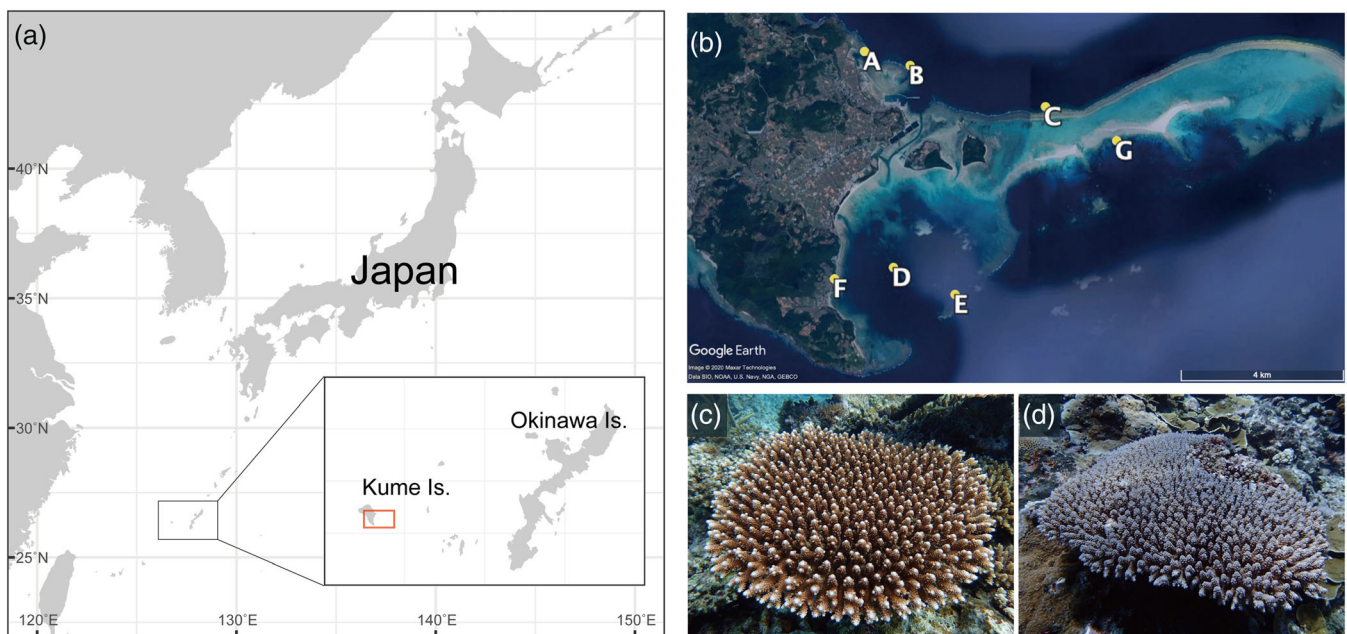 (a)
Japan
40°N
35°N
30°N
25°N
120°E
130°E
140°E
150°E
Okinawa Is.
Kume Is.
(b)
A
B
C
G
D
E
F
Google Earth
Image © 2020 Maxar Technologies
Data SIO, NOAA, U.S. Navy, NGA, GEBCO
4 km
(c)
(d)